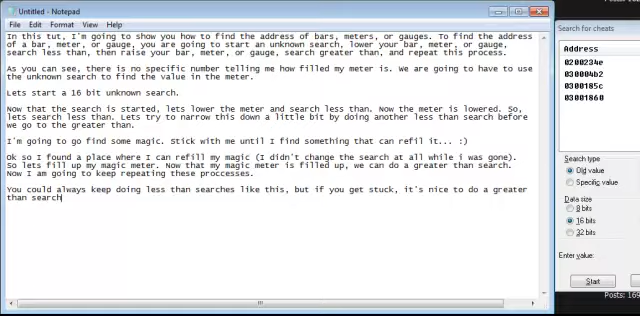 Untitled - Notepad
File Edit Format View Help
In this tut, I'm going to show you how to find the address of bars, meters, or gauges. To find the address
of a bar, meter, or gauge, you are going to start an unknown search, lower your bar, meter, or gauge,
search less than, then raise your bar, meter, or gauge, search greater than, and repeat this process.
As you can see, there is no specific number telling me how filled my meter is. We are going to have to use
the unknown search to find the value in the meter.
Lets start a 16 bit unknown search.
Now that the search is started, lets lower the meter and search less than. Now the meter is lowered. So,
lets search less than. Lets try to narrow this down a little bit by doing another less than search before
we go to the greater than.
I'm going to go find some magic. Stick with me until I find something that can refil it... :)
Ok so I found a place where I can refill my magic (I didn't change the search at all while i was gone).
So lets fill up my magic meter. Now that my magic meter is filled up, we can do a greater than search.
Now I am going to keep repeating these proccesses.
You could always keep doing less than searches like this, but if you get stuck, it's nice to do a greater
than search
Search for cheats
Address
0200234e
030004b2
0300185c
03001860
Search type
Old value
Specific value
Data size
8 bits
16 bits
32 bits
Enter value:
Start
Posts: 169